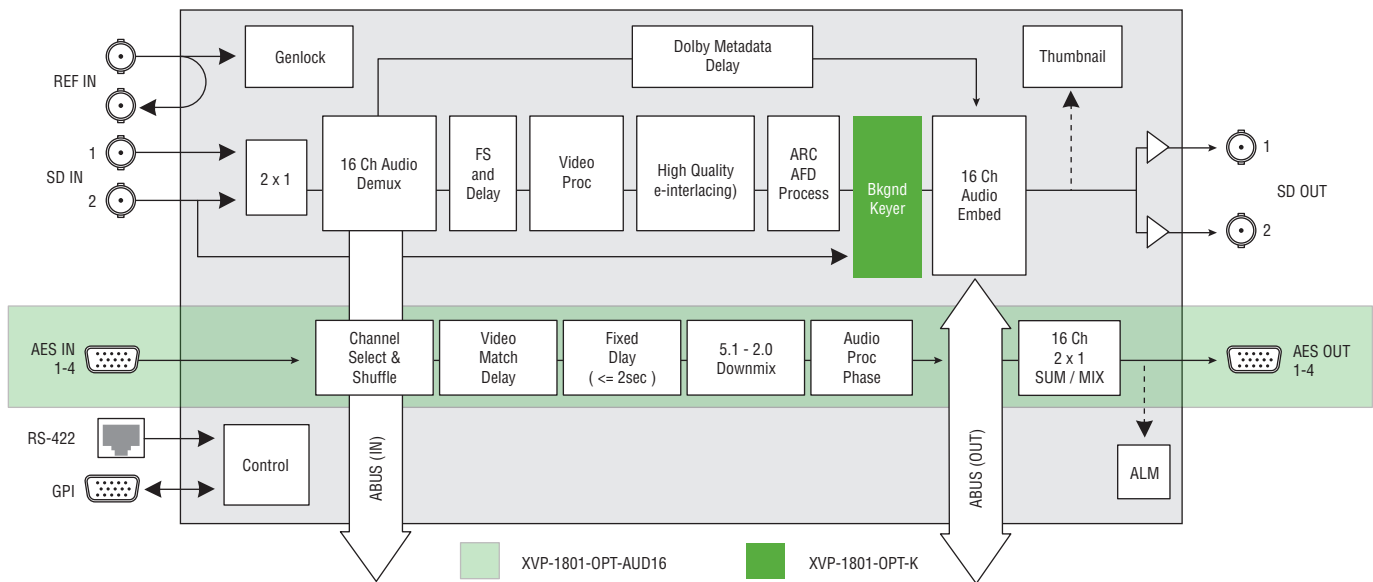 REF IN
Genlock
Dolby Metadata
Delay
Thumbnail
1
SD IN
2
2 x 1
16 Ch Audio
Demux
FS
and
Delay
Video
Proc
High Quality
e-interlacing)
ARC
AFD
Process
Bkgnd
Keyer
16 Ch
Audio
Embed
1
SD OUT
2
AES IN
1-4
Channel
Select &
Shuffle
Video
Match
Delay
Fixed
Dlay
( <= 2sec )
5.1 - 2.0
Downmix
Audio
Proc
Phase
16 Ch
2 x 1
SUM / MIX
AES OUT
1-4
RS-422
GPI
Control
ABUS (IN)
ABUS (OUT)
ALM
XVP-1801-OPT-AUD16
XVP-1801-OPT-K